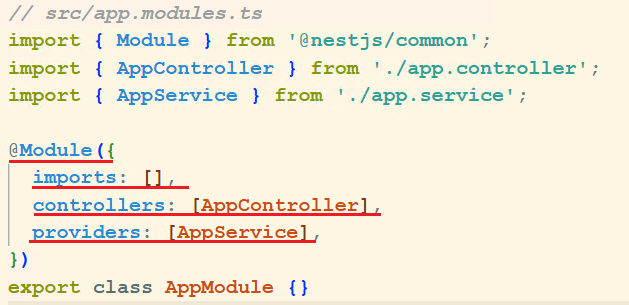 // src/app.modules.ts
import { Module } from '@nestjs/common';
import { AppController } from './app.controller';
import { AppService } from './app.service';
@Module({
imports: [],
controllers: [AppController],
providers: [AppService],
})
export class AppModule {}